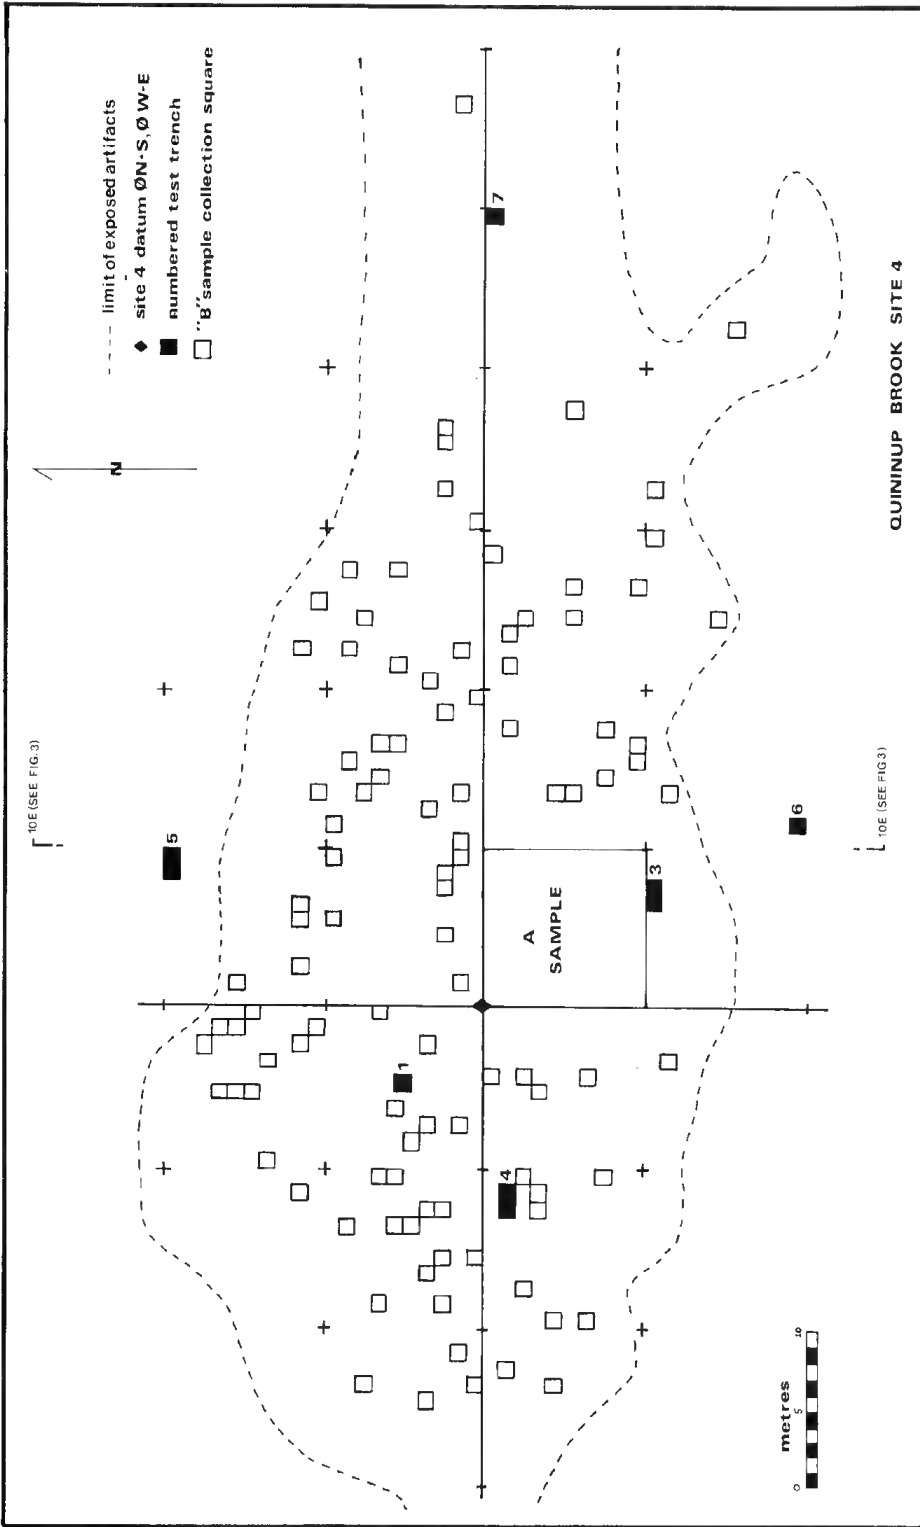 ---- limit of exposed artifacts
◆ site 4 datum ØN-S, Ø W-E
■ numbered test trench
□ "B" sample collection square
N
10E (SEE FIG. 3)
5
7
1
A
SAMPLE
4
3
6
10E (SEE FIG 3)
metres
0 5 10
QUININUP BROOK SITE 4